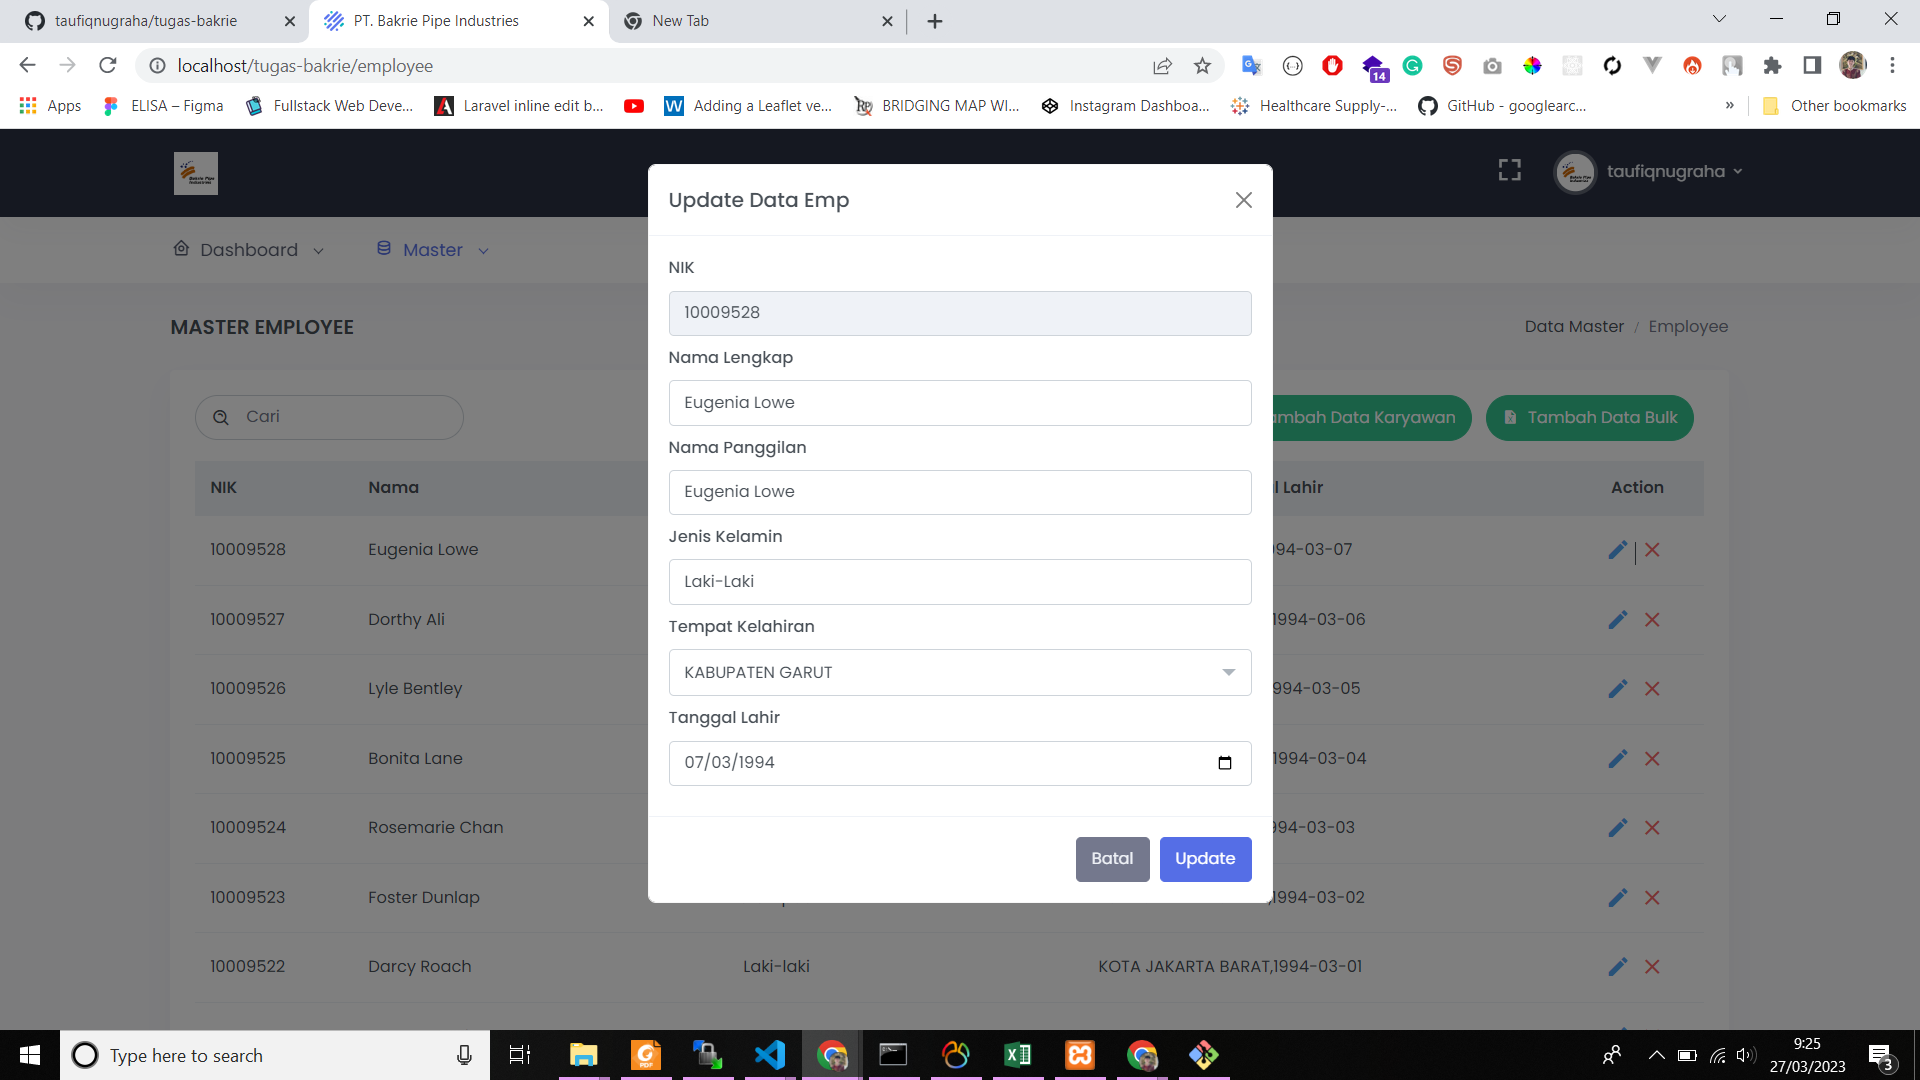 taufiqnugraha/tugas-bakrie
PT. Bakrie Pipe Industries
New Tab
localhost/tugas-bakrie/employee
14
Apps
ELISA – Figma
Fullstack Web Deve...
Laravel inline edit b...
Adding a Leaflet ve...
BRIDGING MAP WI...
Instagram Dashboa...
Healthcare Supply-...
GitHub - googlearc...
»
Other bookmarks
taufiqnugraha
Dashboard
Master
MASTER EMPLOYEE
Data Master / Employee
Cari
ambah Data Karyawan
Tambah Data Bulk
NIK Nama l Lahir Action
10009528 Eugenia Lowe 94-03-07
10009527 Dorthy Ali 1994-03-06
10009526 Lyle Bentley 994-03-05
10009525 Bonita Lane 1994-03-04
10009524 Rosemarie Chan 994-03-03
10009523 Foster Dunlap ,1994-03-02
10009522 Darcy Roach Laki-laki KOTA JAKARTA BARAT,1994-03-01
Update Data Emp
NIK
10009528
Nama Lengkap
Eugenia Lowe
Nama Panggilan
Eugenia Lowe
Jenis Kelamin
Laki-Laki
Tempat Kelahiran
KABUPATEN GARUT
Tanggal Lahir
07/03/1994
Batal
Update
Type here to search
9:25
27/03/2023
3